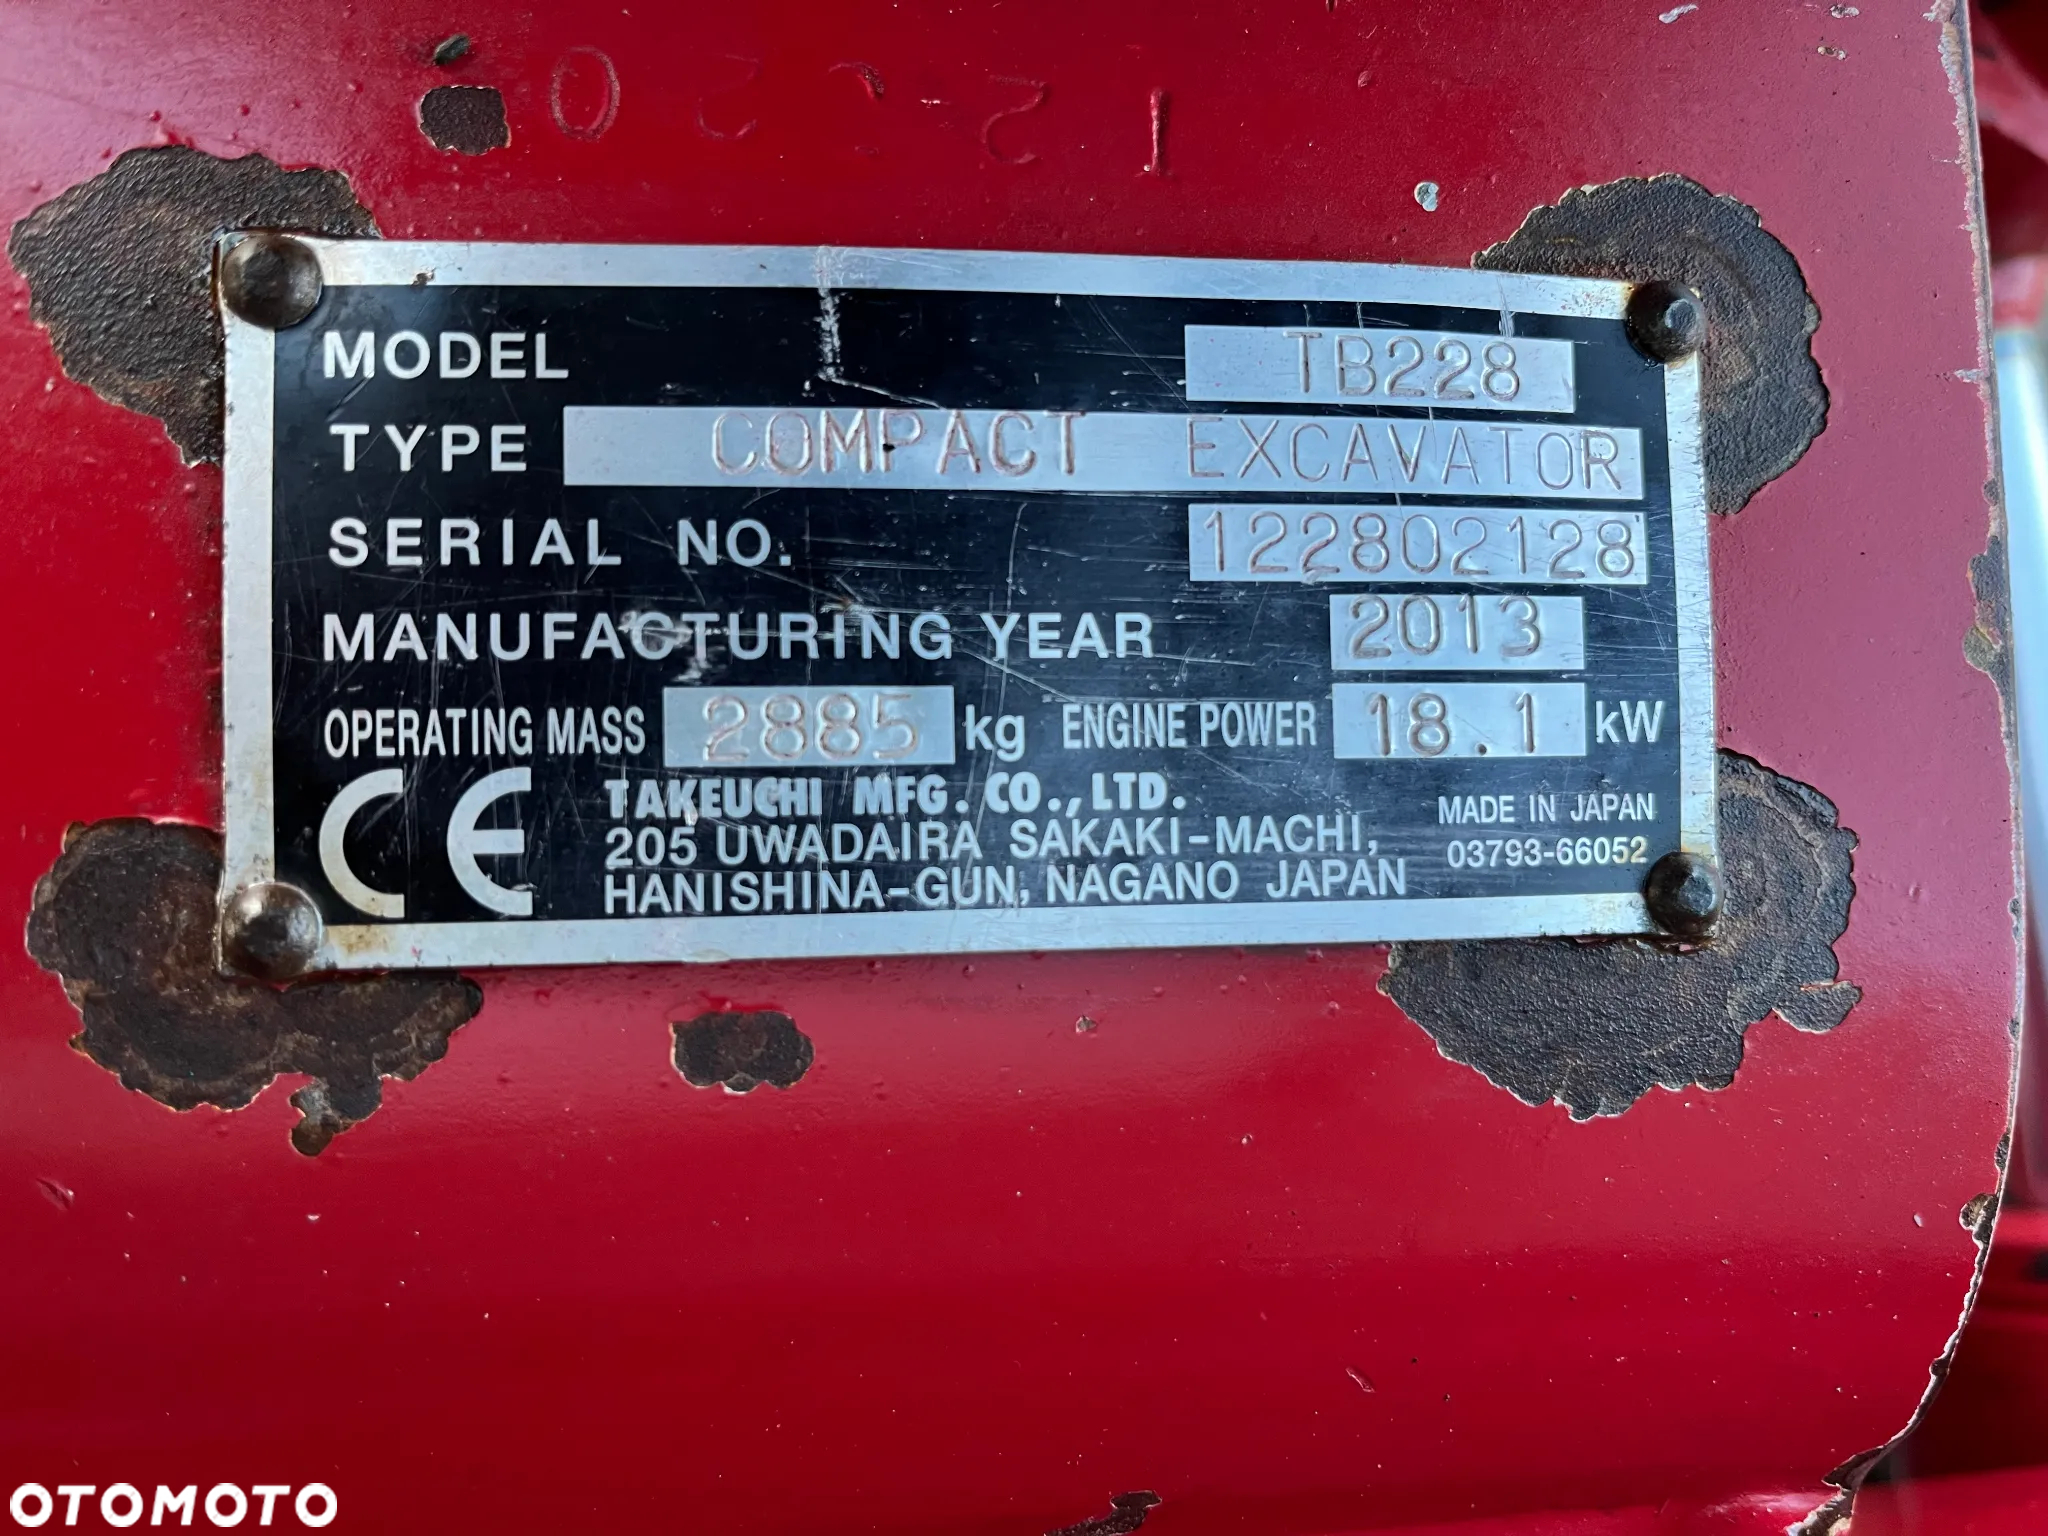 MODEL TB228
TYPE COMPACT EXCAVATOR
SERIAL NO. 122802128
MANUFACTURING YEAR 2013
OPERATING MASS 2885 kg ENGINE POWER 18.1 kW
CE
TAKEUCHI MFG. CO., LTD.
205 UWADAIRA SAKAKI-MACHI,
HANISHINA-GUN, NAGANO JAPAN
MADE IN JAPAN
03793-66052
OTOMOTO